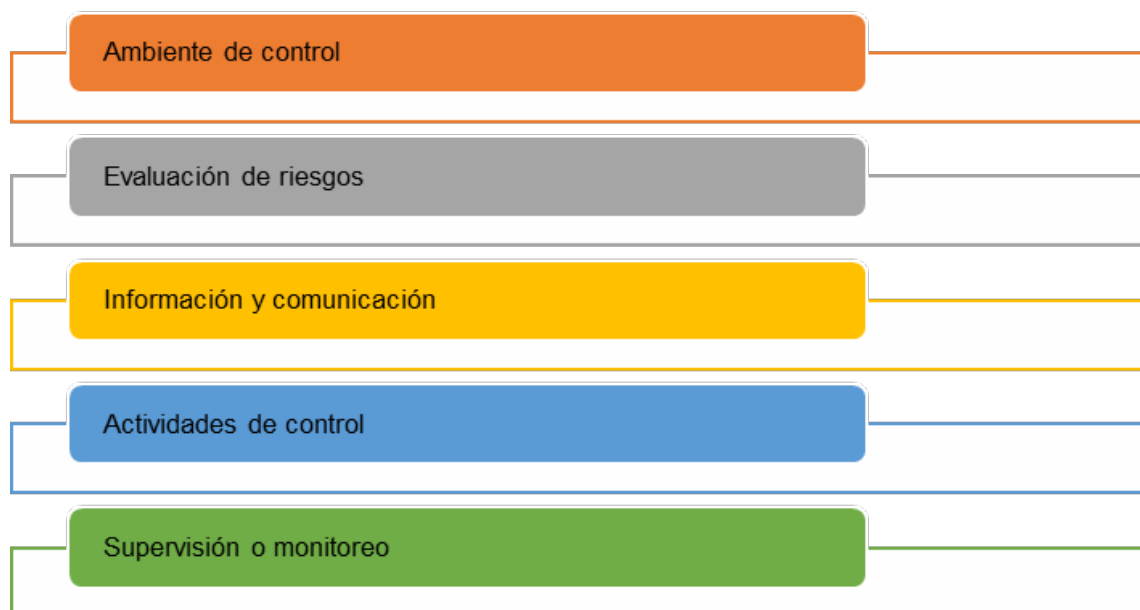 Ambiente de control
Evaluación de riesgos
Información y comunicación
Actividades de control
Supervisión o monitoreo